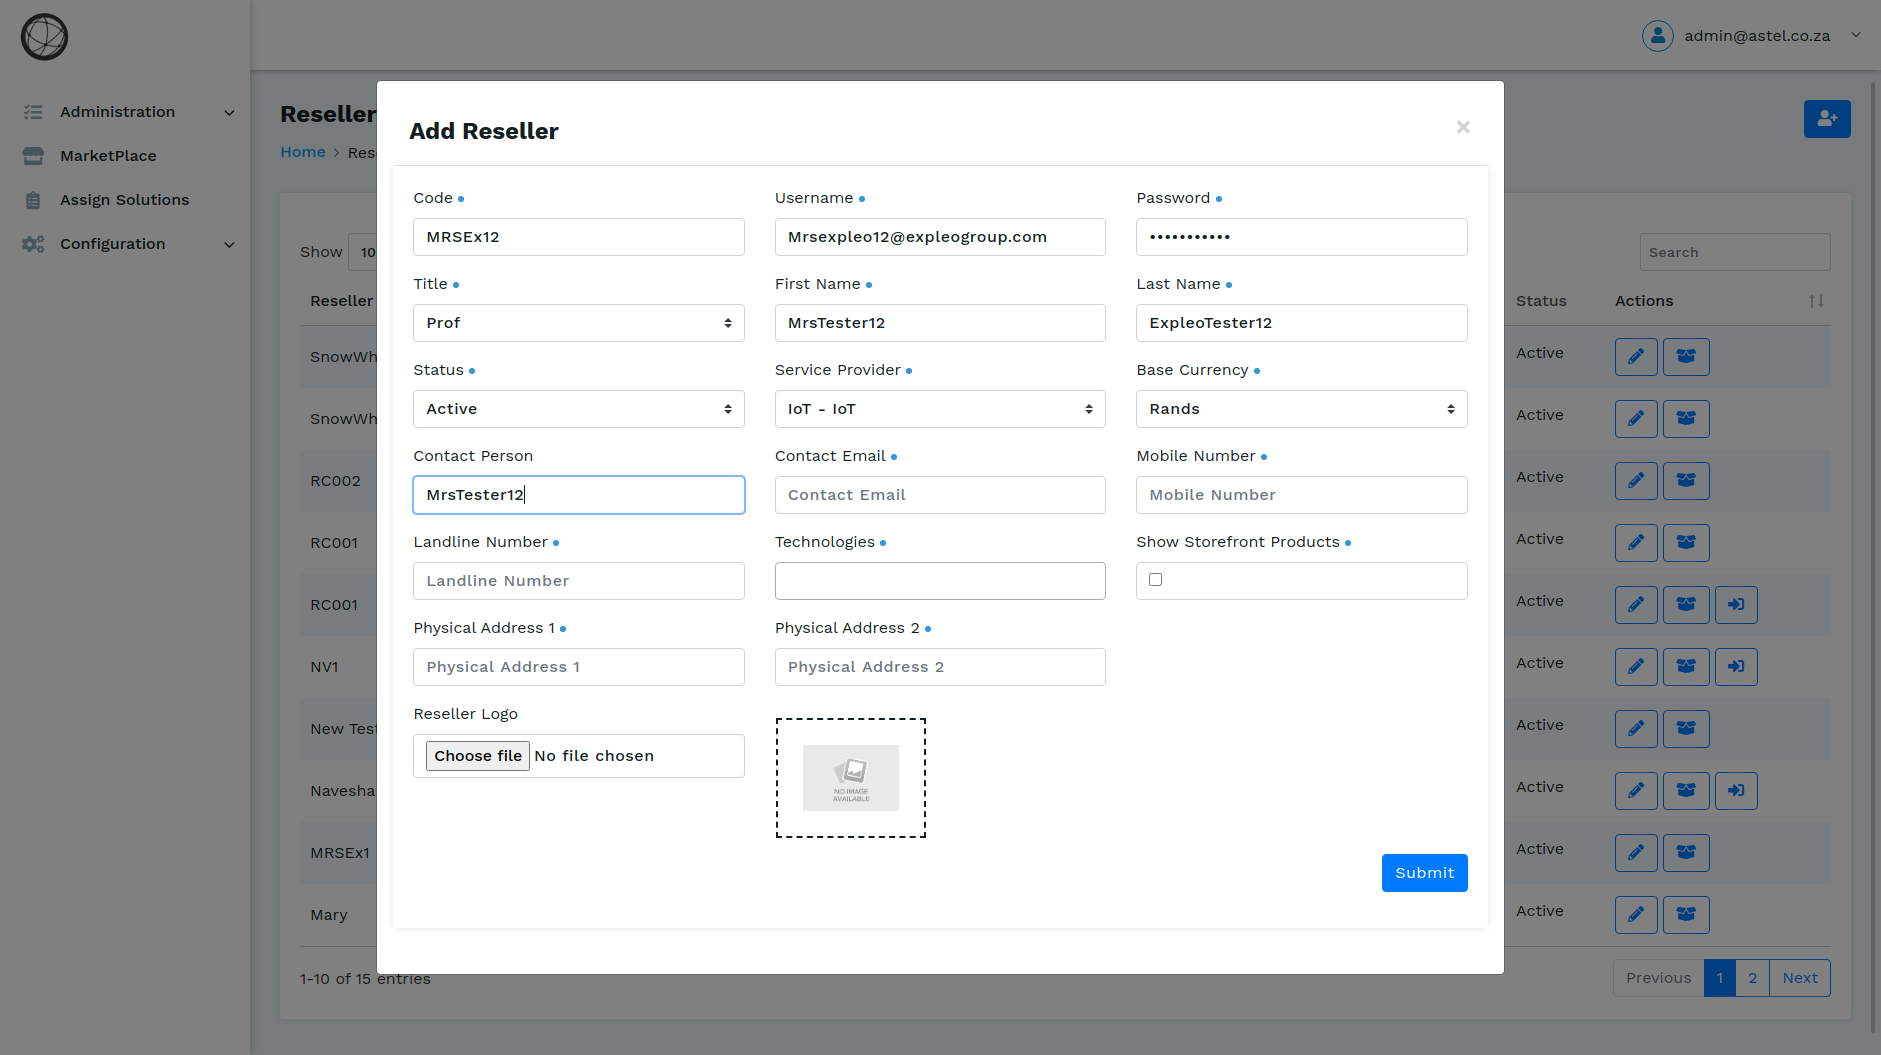 admin@astel.co.za
Administration
MarketPlace
Assign Solutions
Configuration
Reseller
Home > Rese
Show 10
Search
Reseller Status Actions
SnowWh Active
SnowWh Active
RC002 Active
RC001 Active
RC001 Active
NV1 Active
New Test Active
Navesha Active
MRSEx1 Active
Mary Active
1-10 of 15 entries
Previous 1 2 Next
Add Reseller ×
Code Username Password
MRSEx12 Mrsexpleo12@expleogroup.com •••••••••••
Title First Name Last Name
Prof MrsTester12 ExpleoTester12
Status Service Provider Base Currency
Active IoT - IoT Rands
Contact Person Contact Email Mobile Number
MrsTester12 Contact Email Mobile Number
Landline Number Technologies Show Storefront Products
Landline Number
Physical Address 1 Physical Address 2
Physical Address 1 Physical Address 2
Reseller Logo
Choose file No file chosen
NO IMAGE
AVAILABLE
Submit